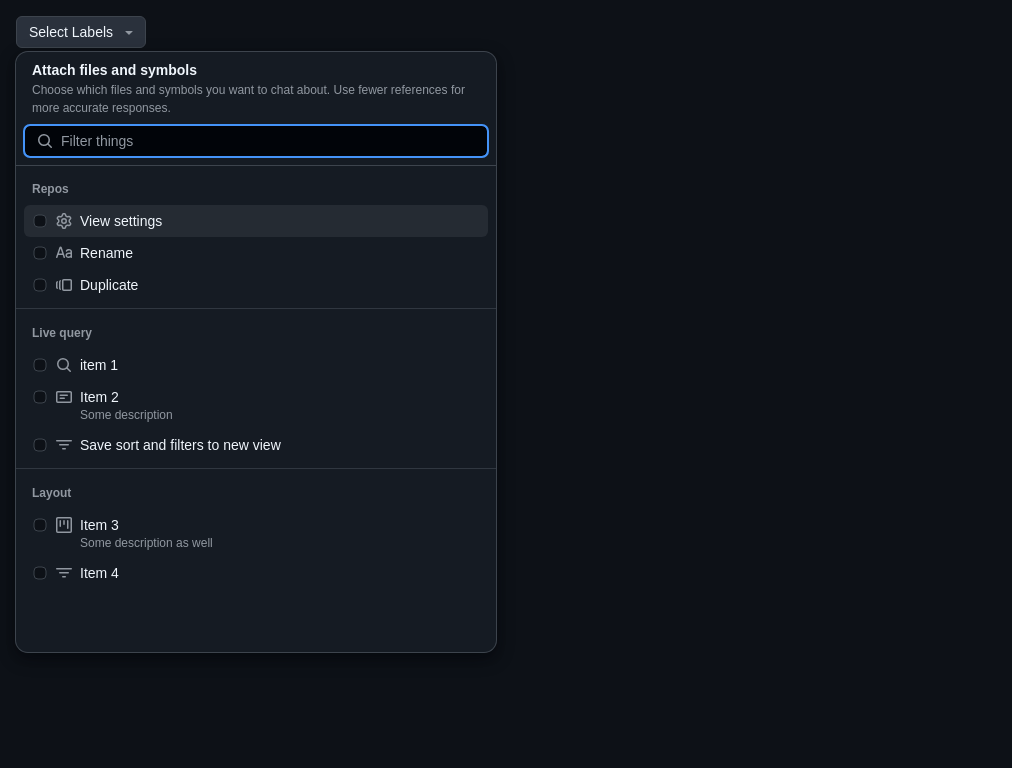 Select Labels
Attach files and symbols
Choose which files and symbols you want to chat about. Use fewer references for
more accurate responses.
Filter things
Repos
View settings
Rename
Duplicate
Live query
item 1
Item 2
Some description
Save sort and filters to new view
Layout
Item 3
Some description as well
Item 4